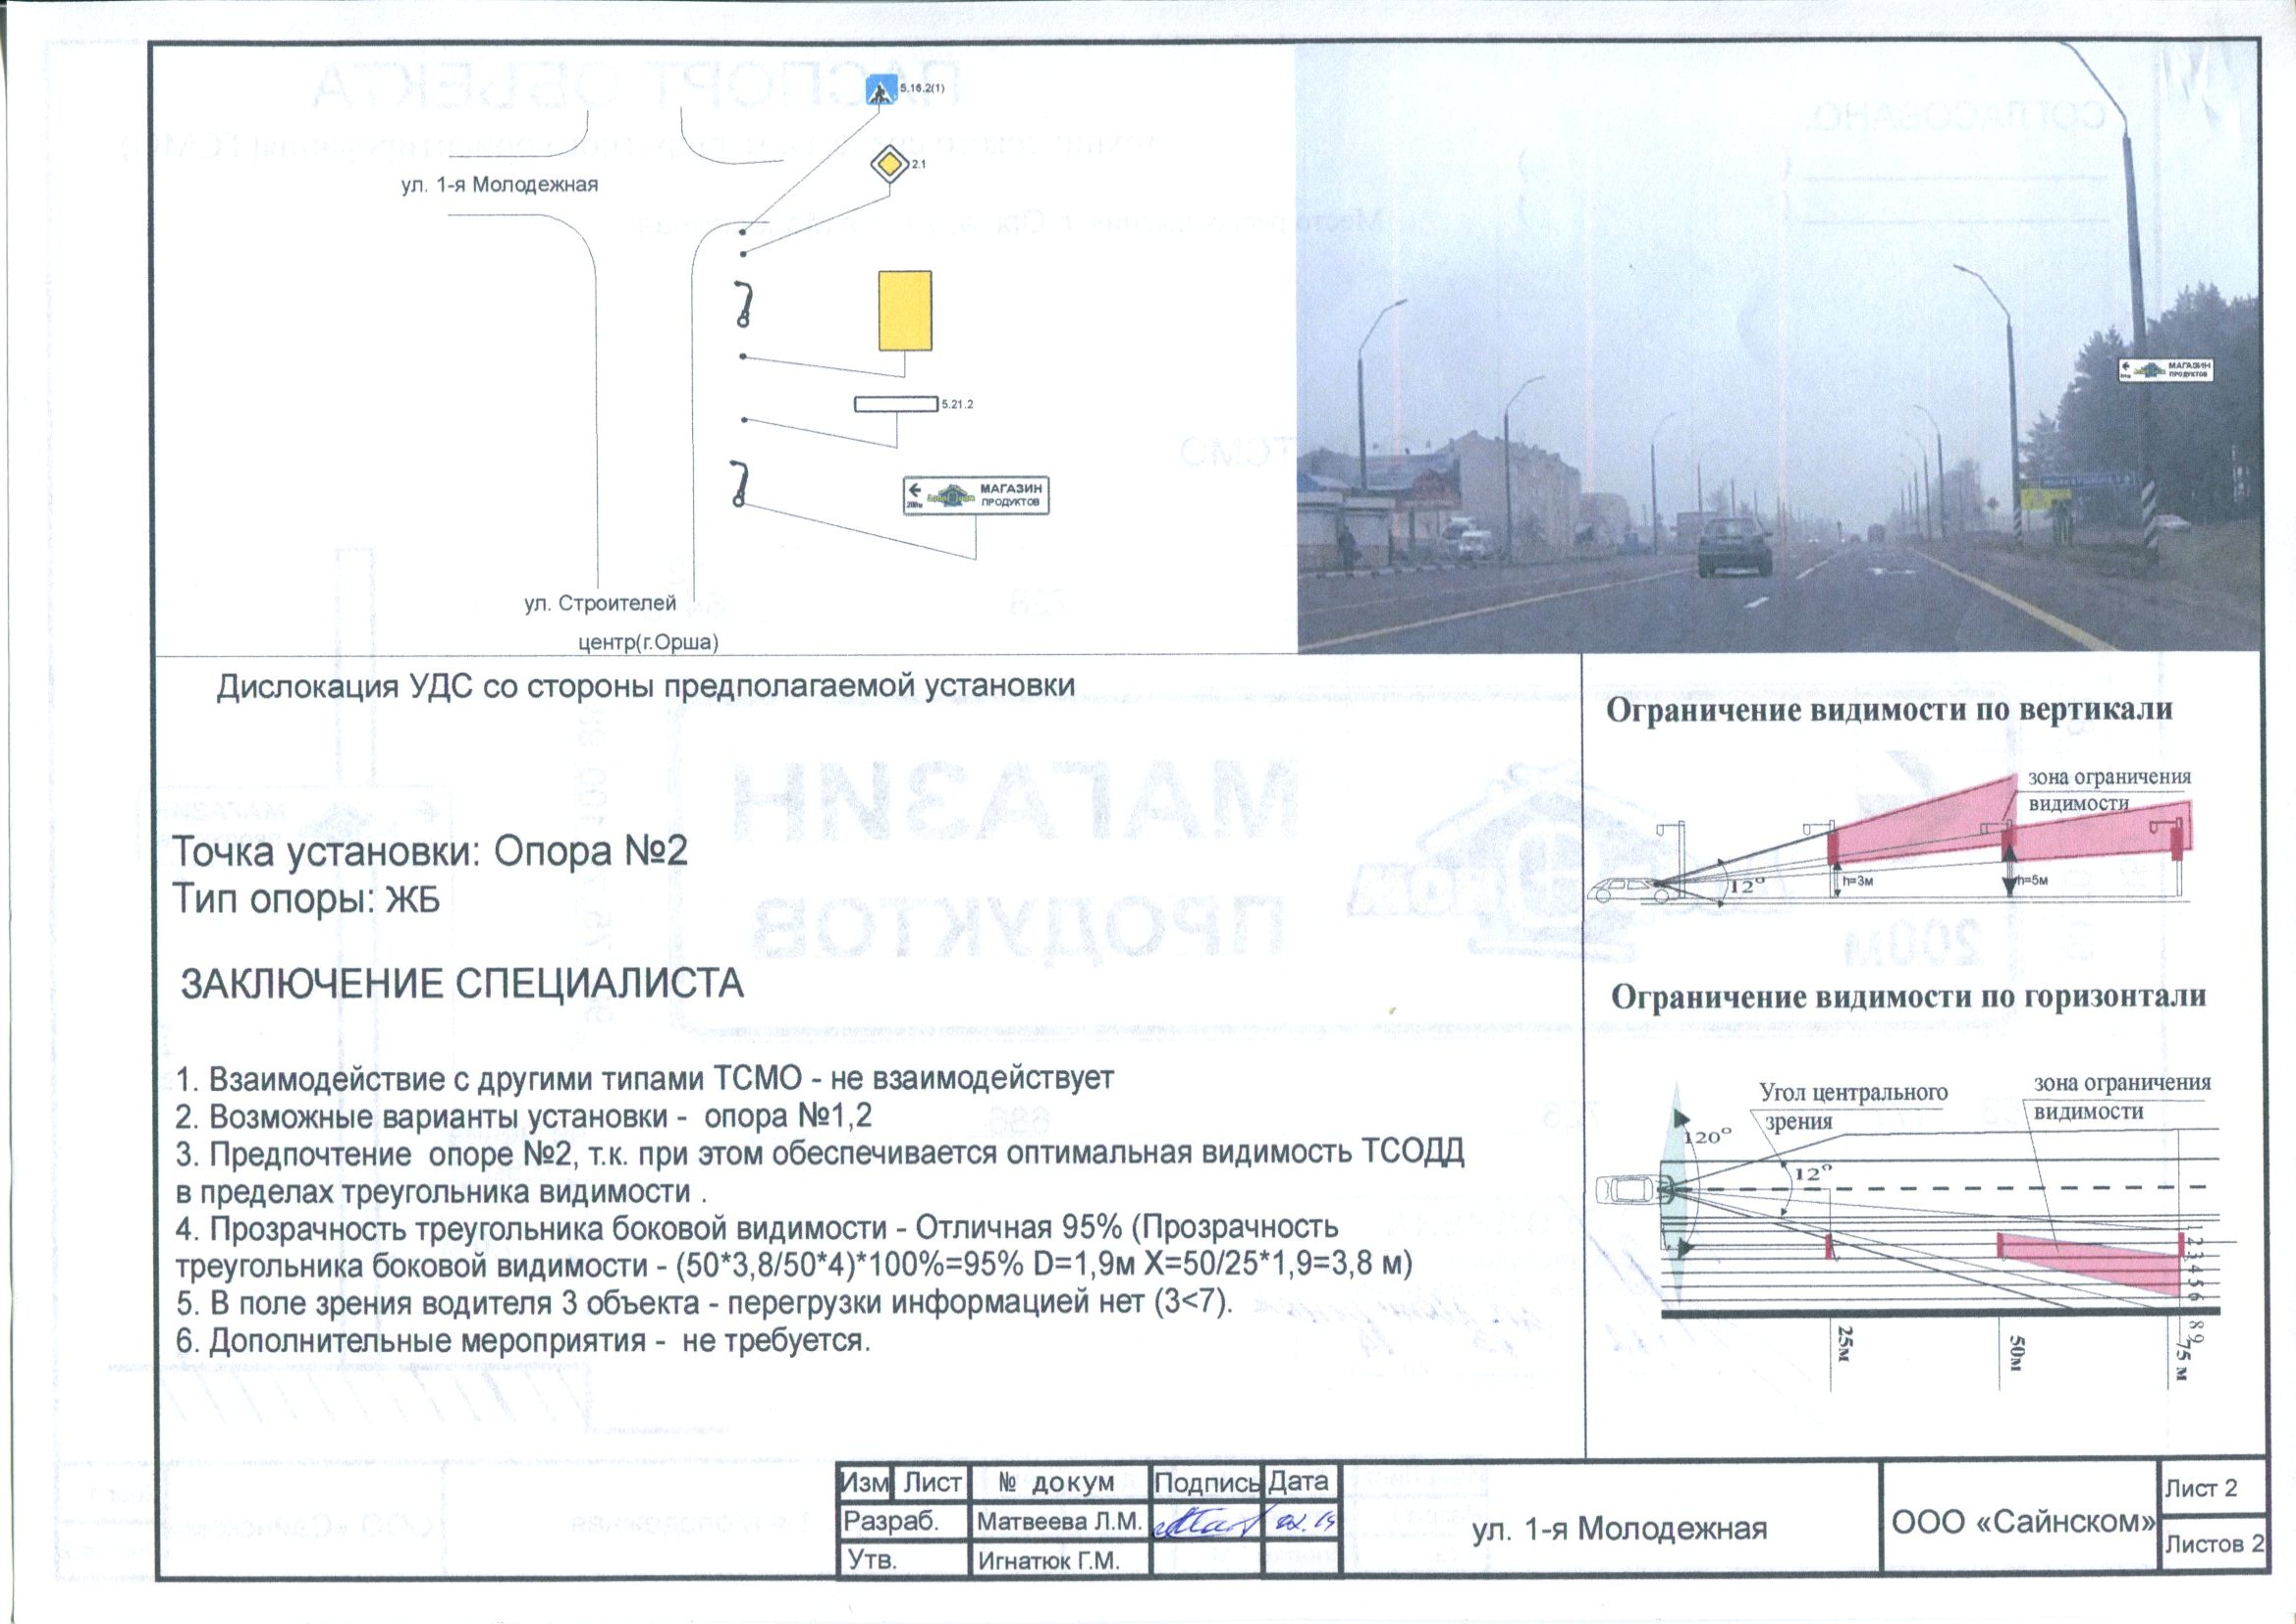 5.16.2(1)
2.1
ул. 1-я Молодежная
5.21.2
МАГАЗИН
ПРОДУКТОВ
200м
ул. Строителей
центр(г.Орша)
МАГАЗИН
ПРОДУКТОВ
Дислокация УДС со стороны предполагаемой установки
Точка установки: Опора №2
Тип опоры: ЖБ
ЗАКЛЮЧЕНИЕ СПЕЦИАЛИСТА
1. Взаимодействие с другими типами ТСМО - не взаимодействует
2. Возможные варианты установки - опора №1,2
3. Предпочтение опоре №2, т.к. при этом обеспечивается оптимальная видимость ТСОДД
в пределах треугольника видимости .
4. Прозрачность треугольника боковой видимости - Отличная 95% (Прозрачность
треугольника боковой видимости - (50*3,8/50*4)*100%=95% D=1,9м X=50/25*1,9=3,8 м)
5. В поле зрения водителя 3 объекта - перегрузки информацией нет (3<7).
6. Дополнительные мероприятия - не требуется.
Ограничение видимости по вертикали
зона ограничения
видимости
12°
h=3м
h=5м
Ограничение видимости по горизонтали
Угол центрального
зрения
зона ограничения
видимости
120°
12°
1 2 3 4 5 6
8 9
25м
50м
75 м
Изм Лист № докум Подпись Дата
Разраб. Матвеева Л.М.
Утв. Игнатюк Г.М.
ул. 1-я Молодежная
ООО «Сайнском»
Лист 2
Листов 2